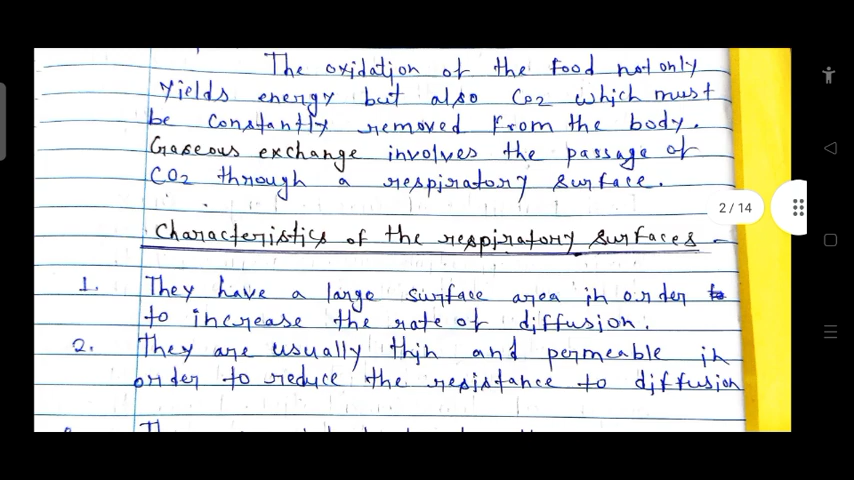 The oxidation of the food not only
Yields energy but also CO2 which must
be constantly removed from the body.
Gaseous exchange involves the passage of
CO2 through a respiratory surface.
2/14
Characteristics of the respiratory surfaces -
1. They have a large surface area in order to
to increase the rate of diffusion.
2. They are usually thin and permeable in
order to reduce the resistance to diffusion